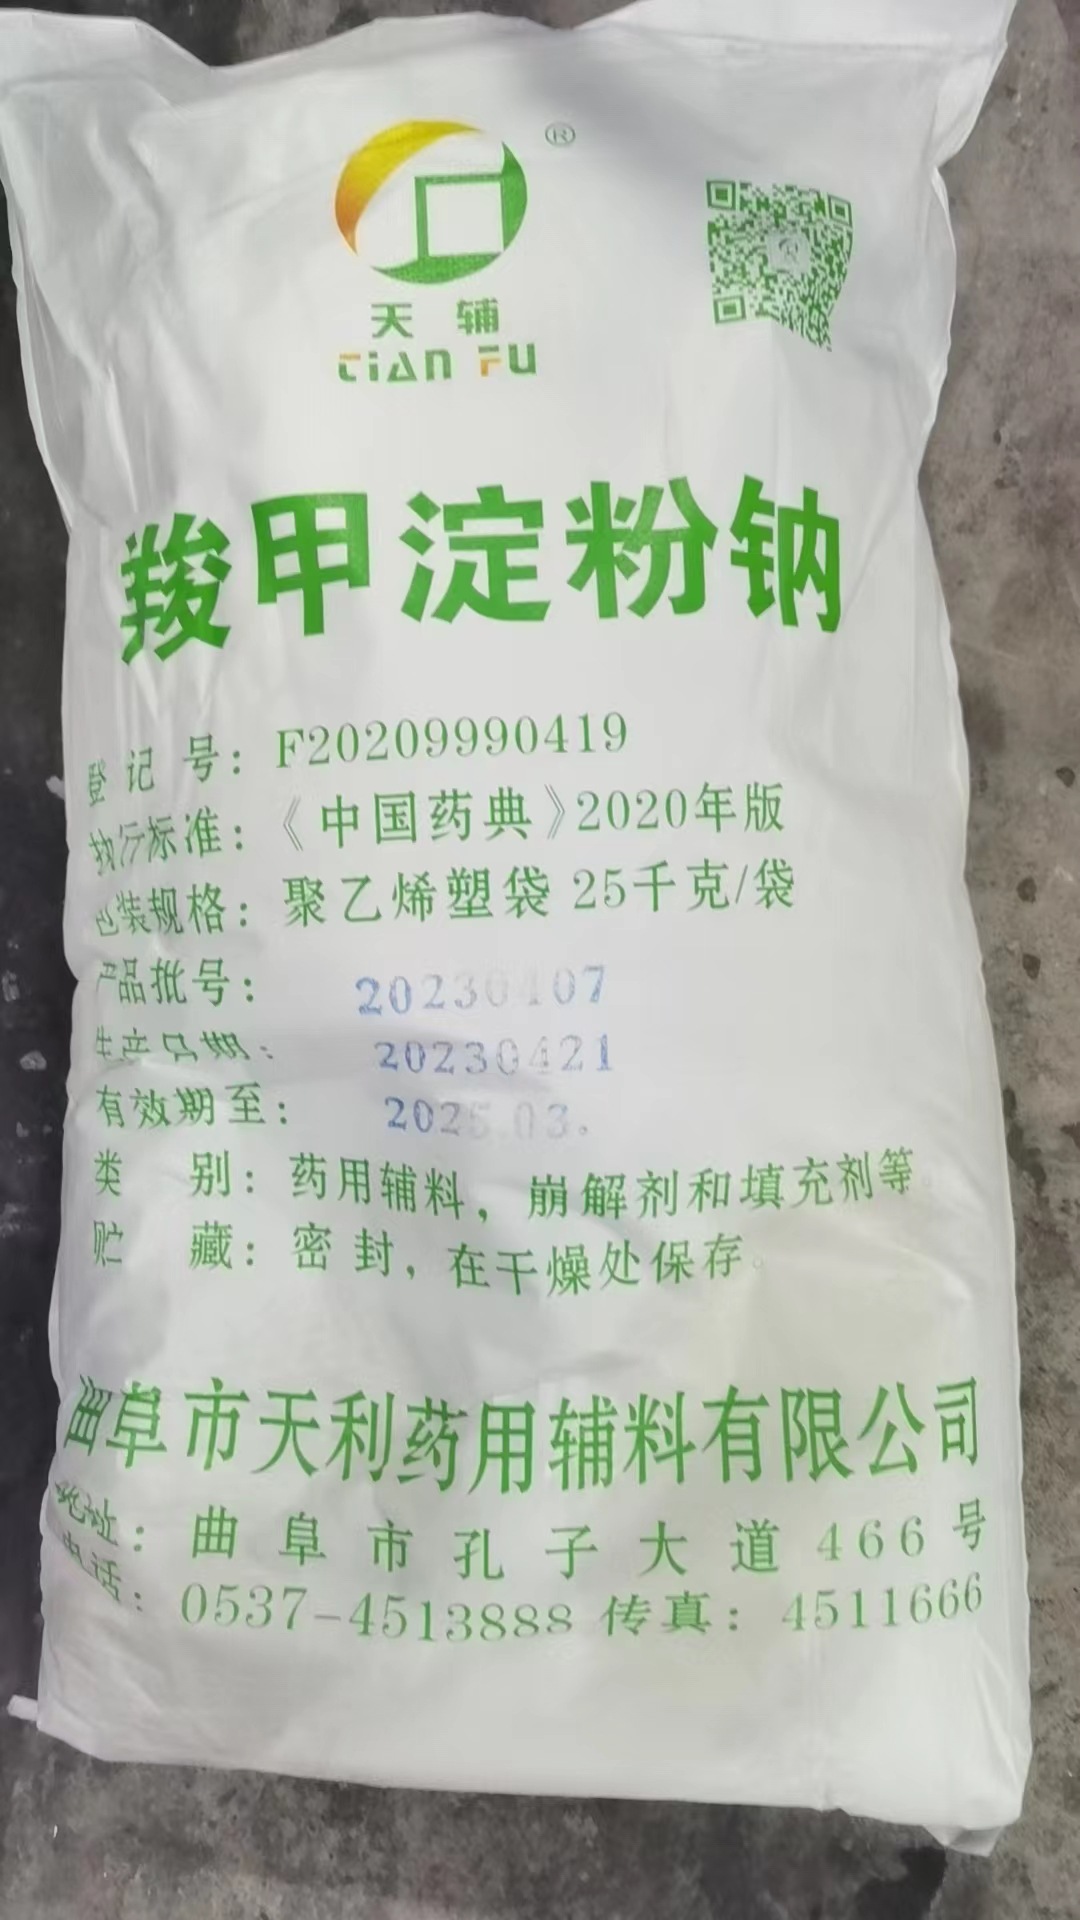 ®
天辅
TIAN FU
羧甲淀粉钠
登记号：F20209990419
执行标准：《中国药典》2020年版
包装规格：聚乙烯塑袋 25千克/袋
产品批号：20230407
生产日期：20230421
有效期至：2025.03.
类别：药用辅料，崩解剂和填充剂等。
贮藏：密封，在干燥处保存。
曲阜市天利药用辅料有限公司
地址：曲阜市孔子大道466号
电话：0537-4513888 传真：4511666